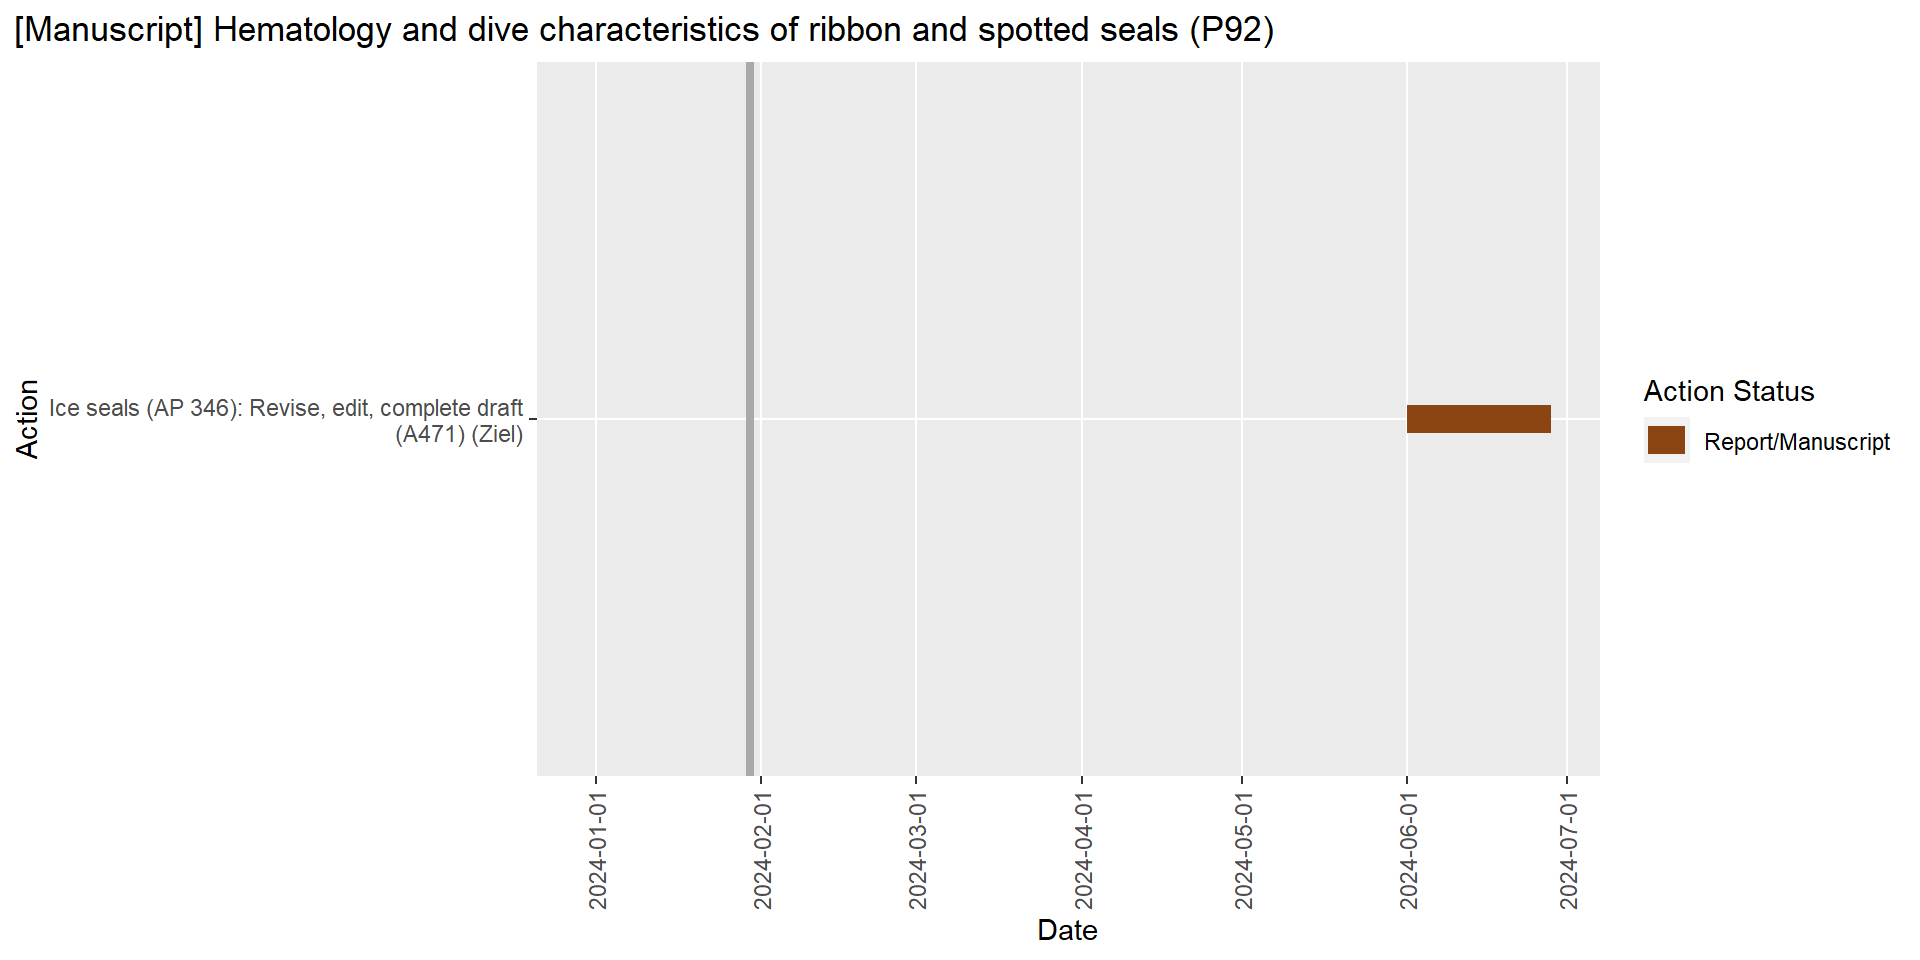 [Manuscript] Hematology and dive characteristics of ribbon and spotted seals (P92)
Action
Ice seals (AP 346): Revise, edit, complete draft
(A471) (Ziel)
Action Status
Report/Manuscript
2024-01-01
2024-02-01
2024-03-01
2024-04-01
2024-05-01
2024-06-01
2024-07-01
Date